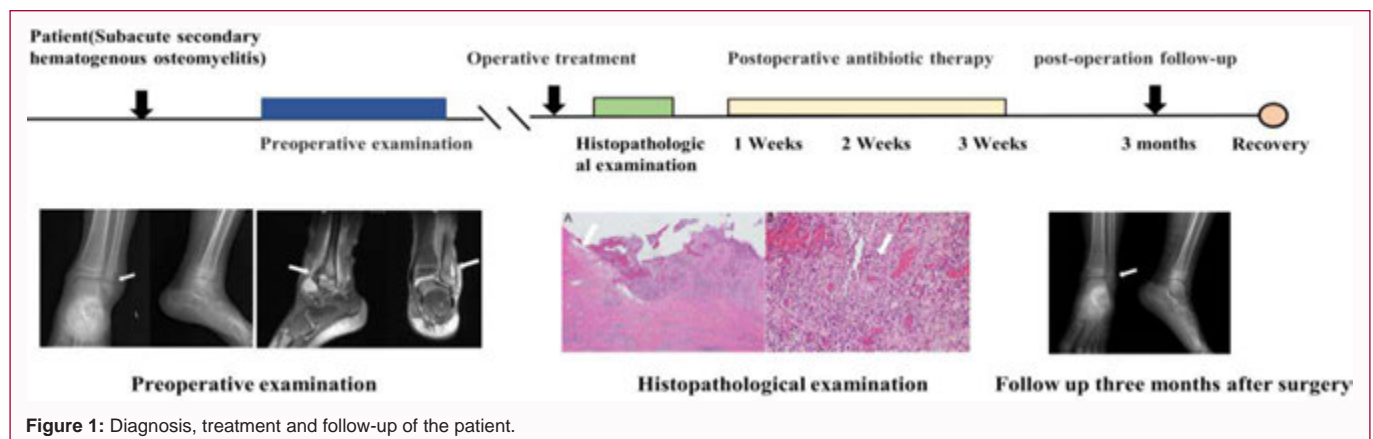 Patient(Subacute secondary
hematogenous osteomyelitis)
Operative treatment
Postoperative antibiotic therapy
post-operation follow-up
Preoperative examination
Histopathologic
al examination
1 Weeks
2 Weeks
3 Weeks
3 months
Recovery
A
B
Preoperative examination
Histopathological examination
Follow up three months after surgery
Figure 1: Diagnosis, treatment and follow-up of the patient.